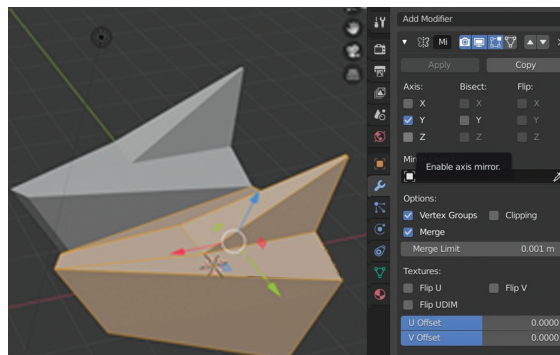 Add Modifier
Mi
Apply Copy
Axis: Bisect: Flip:
X X X
Y Y Y
Z Z Z
Enable axis mirror.
Options:
Vertex Groups Clipping
Merge
Merge Limit 0.001 m
Textures:
Flip U Flip V
Flip UDIM
U Offset 0.0000
V Offset 0.0000